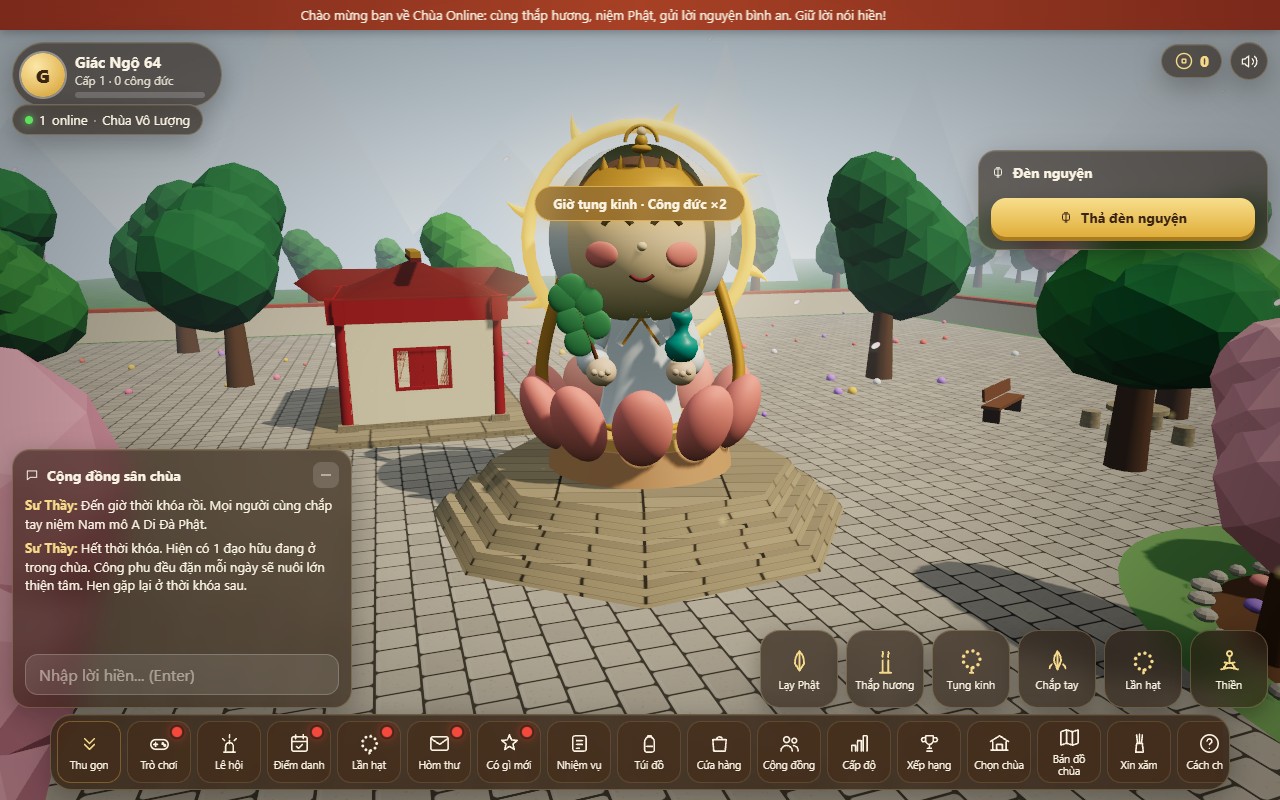 Chào mừng bạn về Chùa Online: cùng thắp hương, niệm Phật, gửi lời nguyện bình an. Giữ lời nói hiền!
G
Giác Ngộ 64
Cấp 1 · 0 công đức
0
1 online · Chùa Vô Lượng
Đèn nguyện
Thả đèn nguyện
Giờ tụng kinh · Công đức ×2
Cộng đồng sân chùa
Sư Thầy: Đến giờ thời khóa rồi. Mọi người cùng chắp
tay niệm Nam mô A Di Đà Phật.
Sư Thầy: Hết thời khóa. Hiện có 1 đạo hữu đang ở
trong chùa. Công phu đều đặn mỗi ngày sẽ nuôi lớn
thiện tâm. Hẹn gặp lại ở thời khóa sau.
Nhập lời hiền... (Enter)
Lạy Phật
Thắp hương
Tụng kinh
Chắp tay
Lần hạt
Thiền
Thu gọn
Trò chơi
Lễ hội
Điểm danh
Lần hạt
Hòm thư
Có gì mới
Nhiệm vụ
Túi đồ
Cửa hàng
Cộng đồng
Cấp độ
Xếp hạng
Chọn chùa
Bản đồ
chùa
Xin xăm
Cách ch